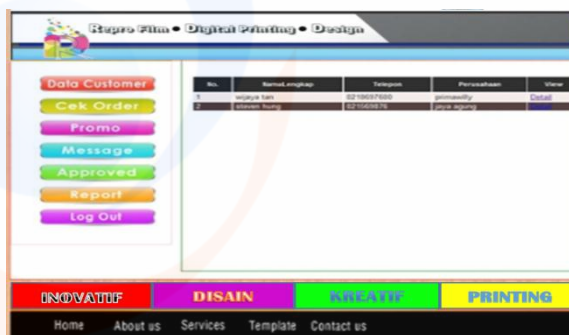 Repro Film • Digital Printing • Design
Data Customer
Cek Order
Promo
Message
Approved
Report
Log Out
No. NamaLengkap Telepon Perusahaan View
1 wijaya tan 0218697600 primawilly Detail
2 steven hung 021569876 jaya agung
INOVATIF DISAIN KREATIF PRINTING
Home About us Services Template Contact us